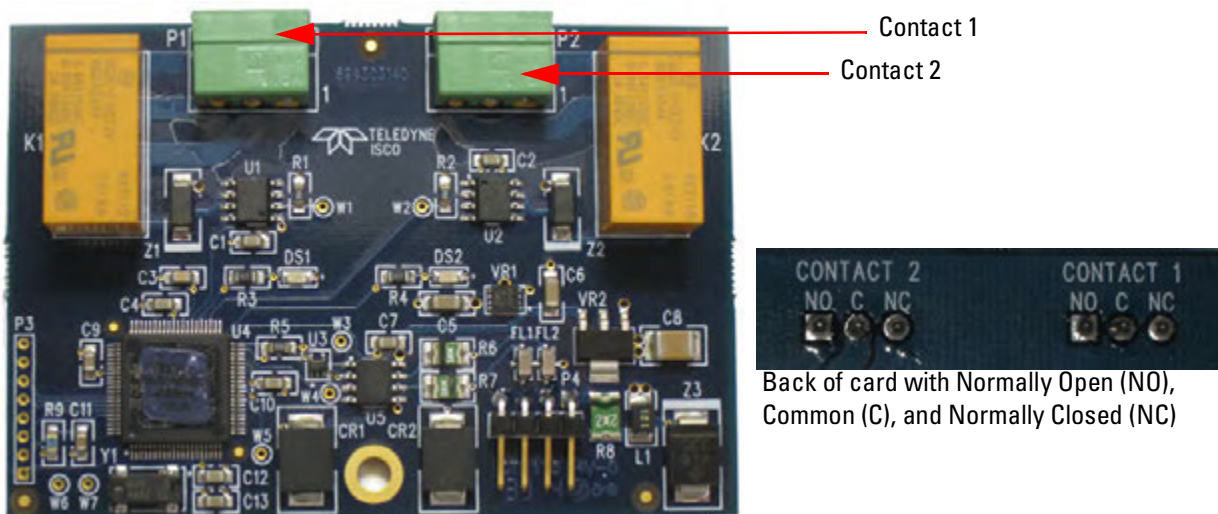 Contact 1
Contact 2
P1
P2
1
1
K1
K2
TELEDYNE
ISCO
U1
R1
R2
C2
W1
W2
U2
Z1
C1
Z2
DS1
DS2
VR1
C3
R3
R4
C6
VR2
C4
P3
C9
U4
R5
U3
W3
C7
C5
FL1
FL2
C8
R6
R7
W4
C10
U5
P4
R9
C11
W5
CR1
CR2
R8
2X2
L1
Z3
Y1
C12
C13
W6
W7
CONTACT 2
CONTACT 1
NO C NC
NO C NC
Back of card with Normally Open (NO),
Common (C), and Normally Closed (NC)